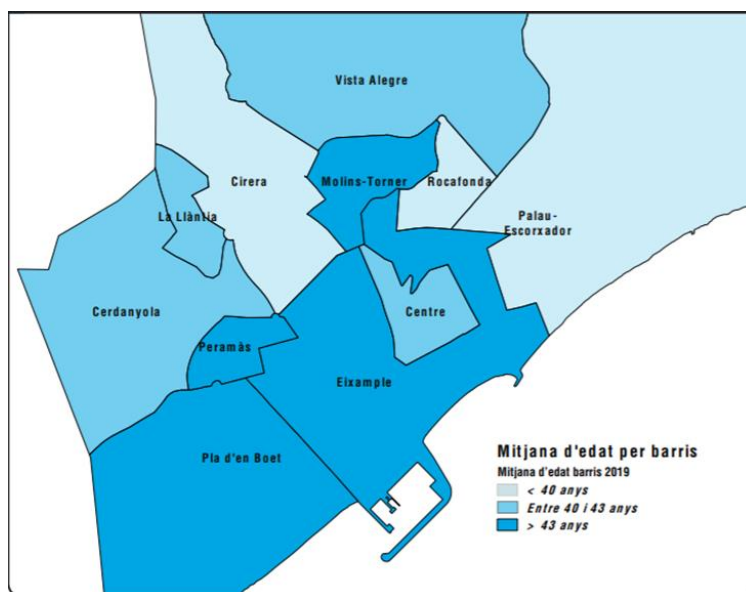 Vista Alegre
Cirera
Molins-Torner
Rocafonda
La Llàntia
Palau-
Escorxador
Cerdanyola
Centre
Peramàs
Eixample
Pla d'en Boet
Mitjana d'edat per barris
Mitjana d'edat barris 2019
< 40 anys
Entre 40 i 43 anys
> 43 anys